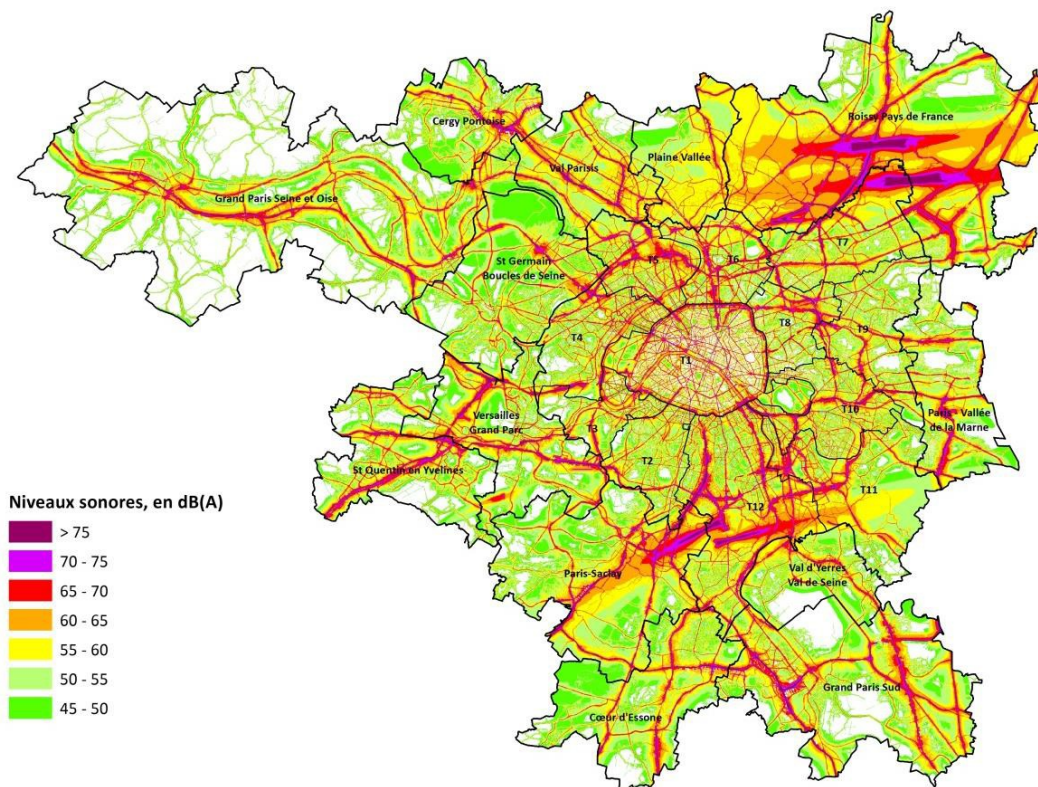 Cergy Pontoise
Roissy Pays de France
Plaine Vallée
Val Parisis
Grand Paris Seine et Oise
T7
St Germain
Boucles de Seine
T5
T6
T8
T9
T4
T1
T10
Paris - Vallée
de la Marne
Versailles
Grand Parc
T3
T2
St Quentin en Yvelines
T11
T12
Paris-Saclay
Val d'Yerres
Val de Seine
Grand Paris Sud
Cœur d'Essone
Niveaux sonores, en dB(A)
> 75
70 - 75
65 - 70
60 - 65
55 - 60
50 - 55
45 - 50